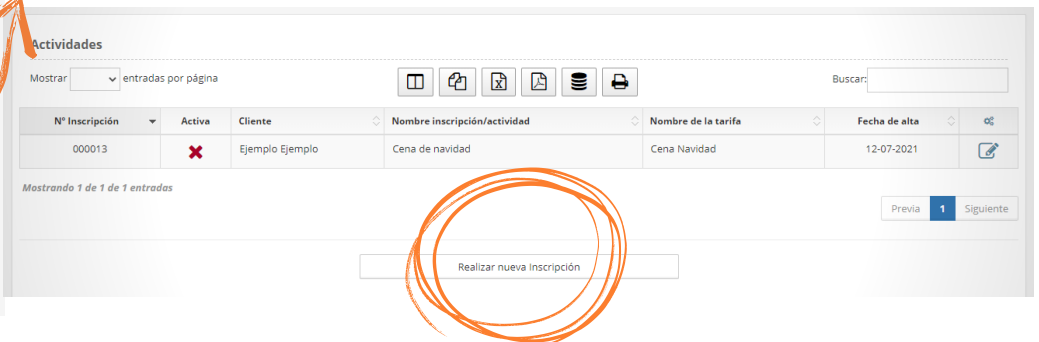 Actividades
Mostrar entradas por página Buscar:
Nº Inscripción Activa Cliente Nombre inscripción/actividad Nombre de la tarifa Fecha de alta
000013 Ejemplo Ejemplo Cena de navidad Cena Navidad 12-07-2021
Mostrando 1 de 1 de 1 entradas
Previa 1 Siguiente
Realizar nueva Inscripción